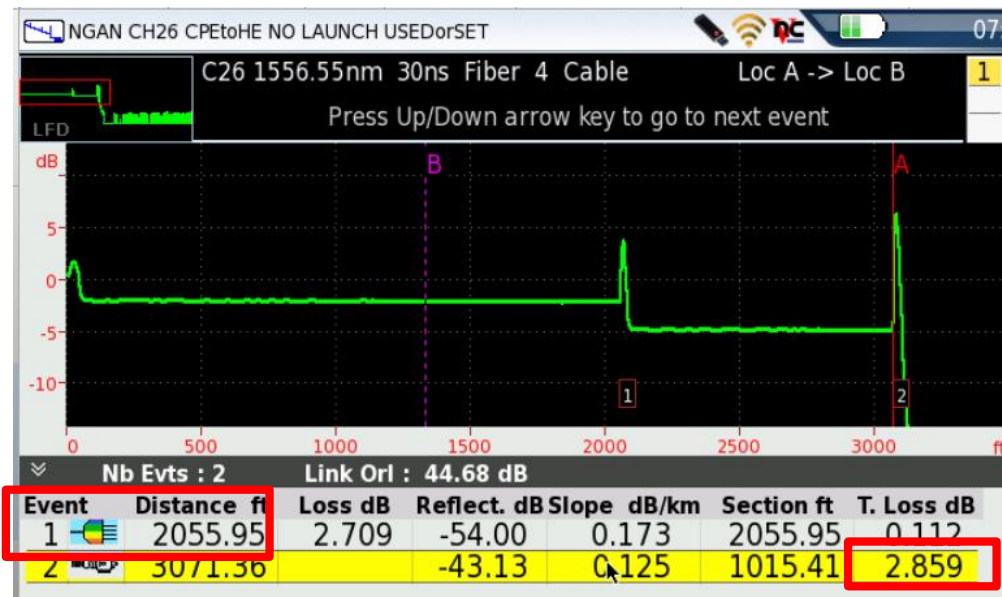 NGAN CH26 CPEtoHE NO LAUNCH USEDorSET
C26 1556.55nm 30ns Fiber 4 Cable Loc A -> Loc B 1
Press Up/Down arrow key to go to next event
LFD
dB
B
A
5
0
-5
-10
1
2
0 500 1000 1500 2000 2500 3000
Nb Evts : 2 Link Orl : 44.68 dB
Event Distance ft Loss dB Reflect. dB Slope dB/km Section ft T. Loss dB
1 2055.95 2.709 -54.00 0.173 2055.95 0.112
2 3071.36 -43.13 0.125 1015.41 2.859